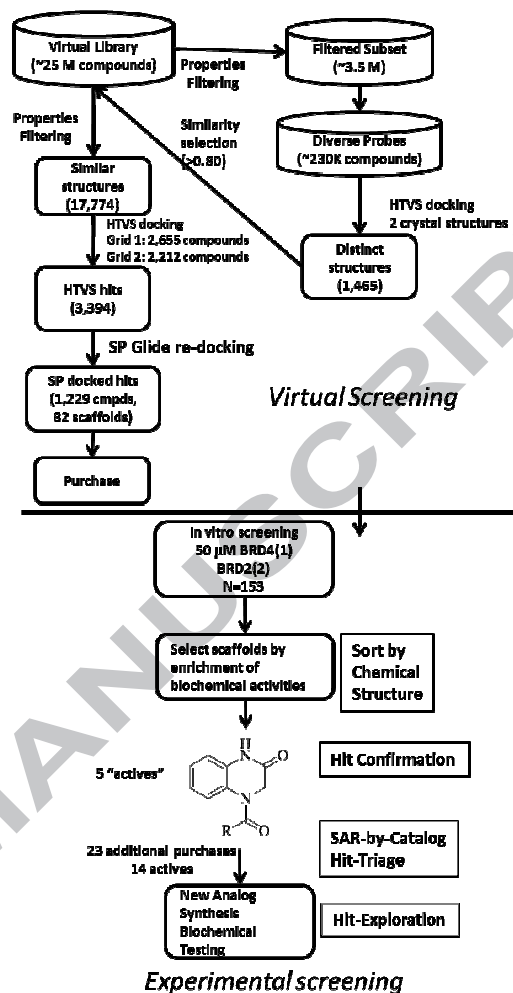 Virtual Library
(~25 M compounds)
Properties
Filtering
Filtered Subset
(~3.5 M)
Properties
Filtering
Similarity
selection
(>0.80)
Diverse Probes
(~230K compounds)
Similar
structures
(17,774)
HTVS docking
2 crystal structures
HTVS docking
Grid 1: 2,655 compounds
Grid 2: 2,212 compounds
Distinct
structures
(1,465)
HTVS hits
(3,394)
SP Glide re-docking
SP docked hits
(1,229 cmpds,
82 scaffolds)
Virtual Screening
Purchase
In vitro screening
50 µM BRD4(1)
BRD2(2)
N=153
Select scaffolds by
enrichment of
biochemical activities
Sort by
Chemical
Structure
5 "actives"
H
N
O
N
R
O
Hit Confirmation
23 additional purchases
14 actives
SAR-by-Catalog
Hit-Triage
New Analog
Synthesis
Biochemical
Testing
Hit-Exploration
Experimental screening
MANUSCRIP